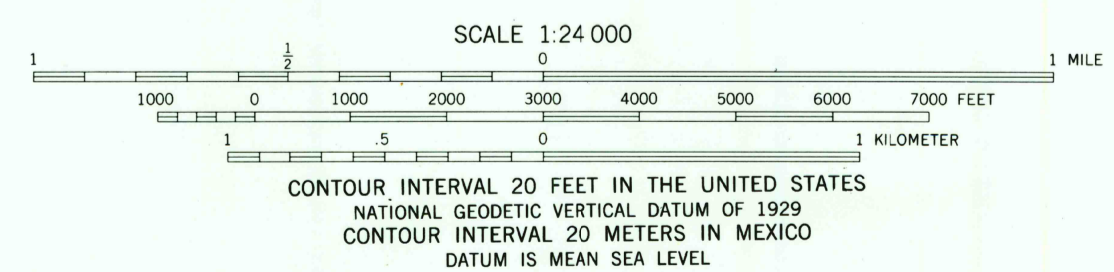 SCALE 1:24 000
1 1/2 0 1 MILE
1000 0 1000 2000 3000 4000 5000 6000 7000 FEET
1 .5 0 1 KILOMETER
CONTOUR INTERVAL 20 FEET IN THE UNITED STATES
NATIONAL GEODETIC VERTICAL DATUM OF 1929
CONTOUR INTERVAL 20 METERS IN MEXICO
DATUM IS MEAN SEA LEVEL